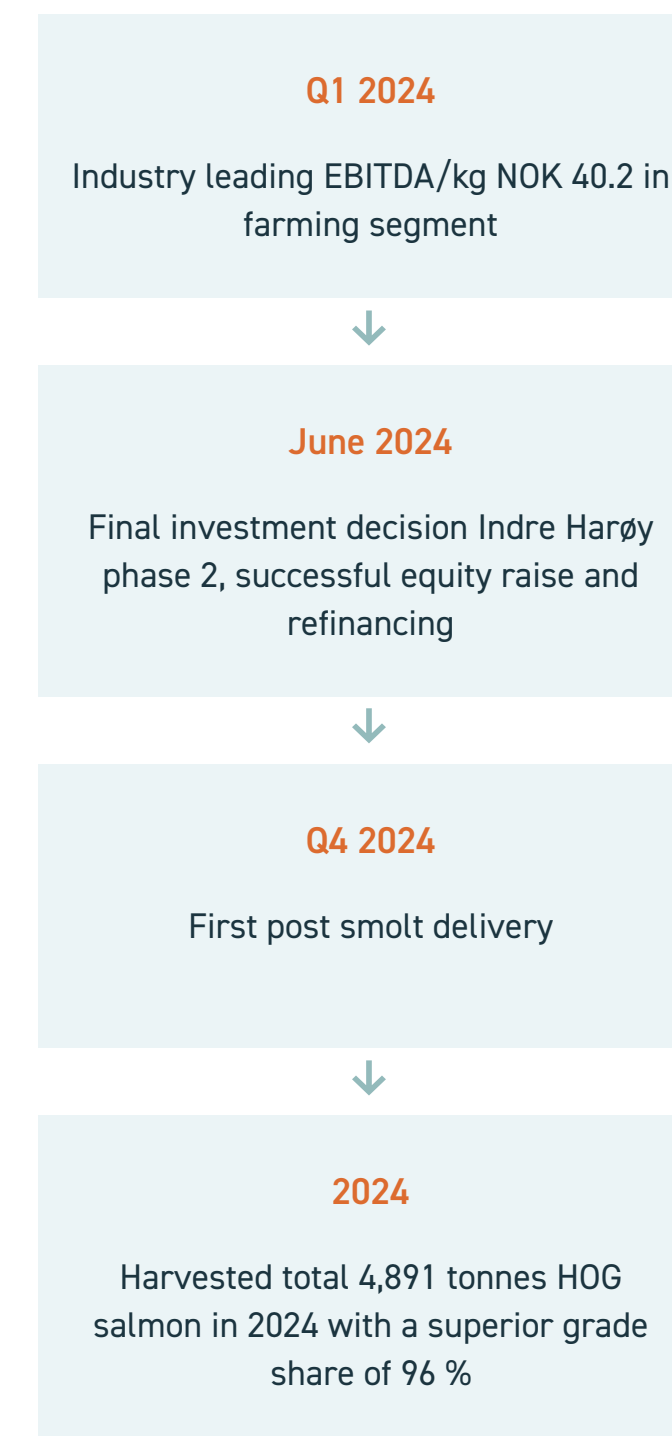 Q1 2024
Industry leading EBITDA/kg NOK 40.2 in
farming segment
June 2024
Final investment decision Indre Harøy
phase 2, successful equity raise and
refinancing
Q4 2024
First post smolt delivery
2024
Harvested total 4,891 tonnes HOG
salmon in 2024 with a superior grade
share of 96 %